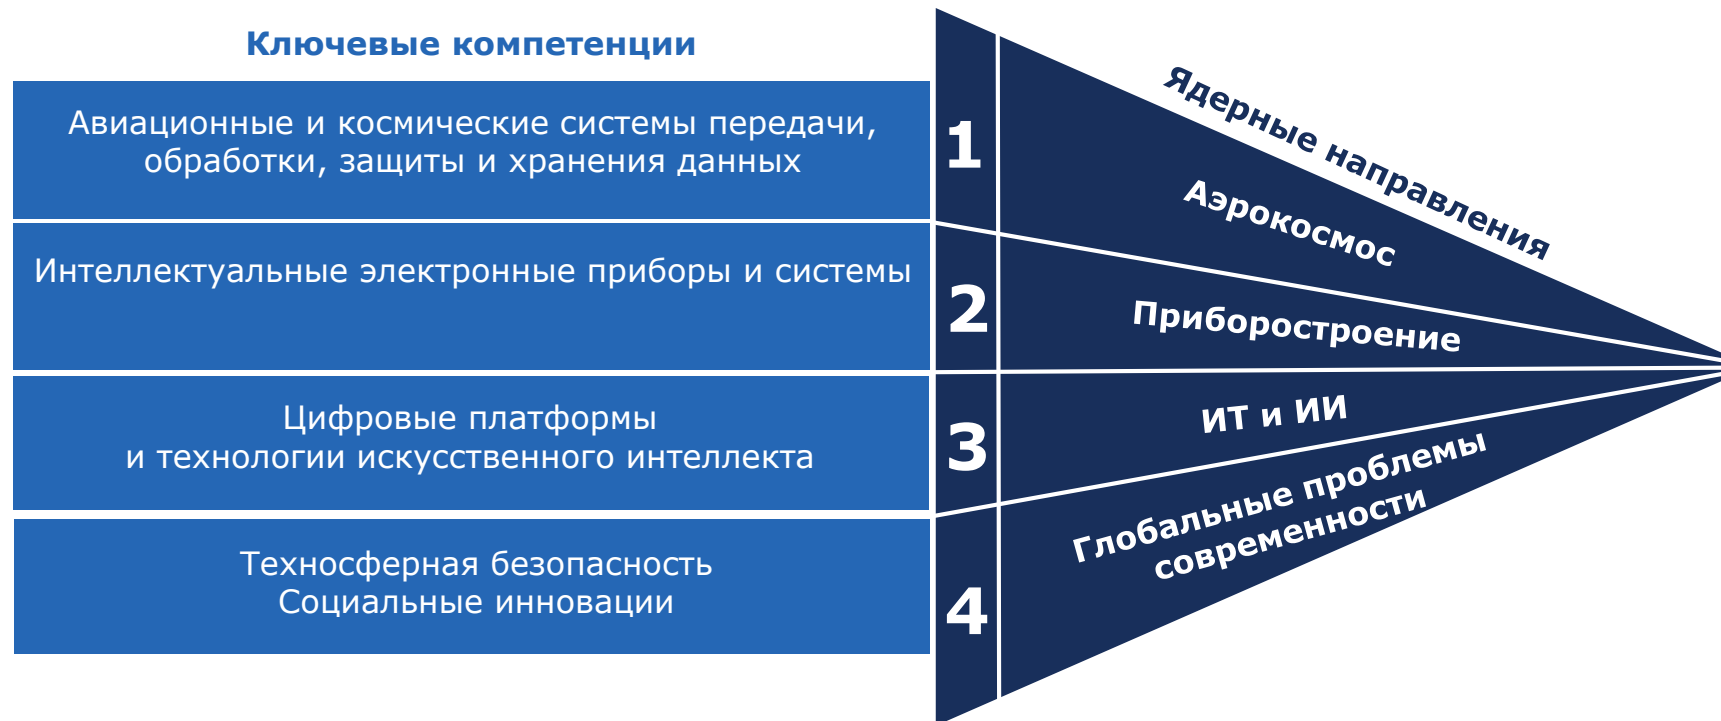 Ключевые компетенции
Ядерные направления
Авиационные и космические системы передачи,
обработки, защиты и хранения данных
1
Аэрокосмос
Интеллектуальные электронные приборы и системы
2
Приборостроение
Цифровые платформы
и технологии искусственного интеллекта
3
ИТ и ИИ
Техносферная безопасность
Социальные инновации
4
Глобальные проблемы
современности